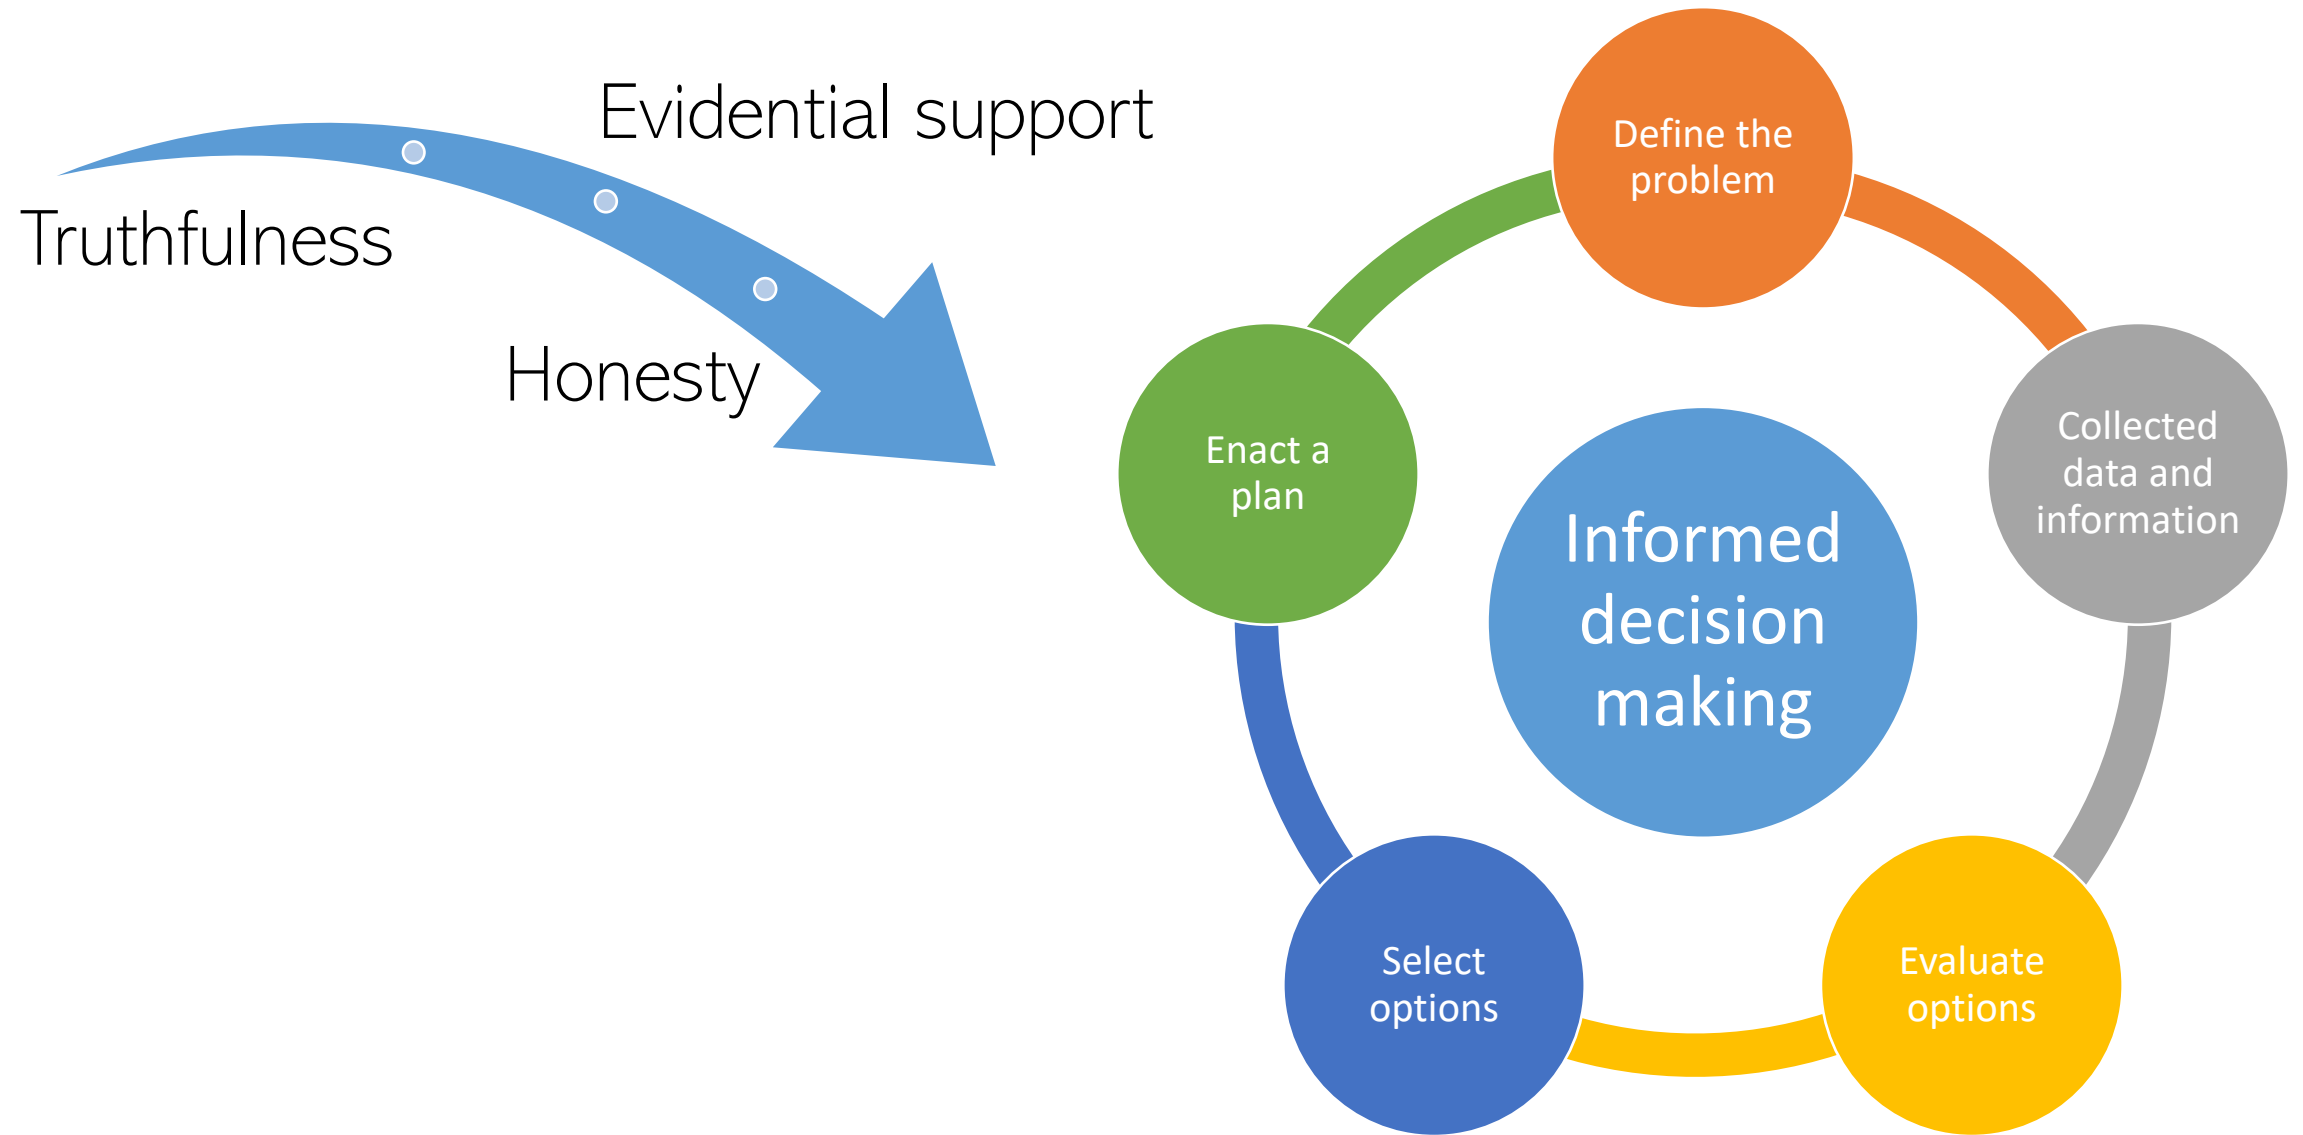 Evidential support
Truthfulness
Honesty
Define the
problem
Collected
data and
information
Evaluate
options
Select
options
Enact a
plan
Informed
decision
making